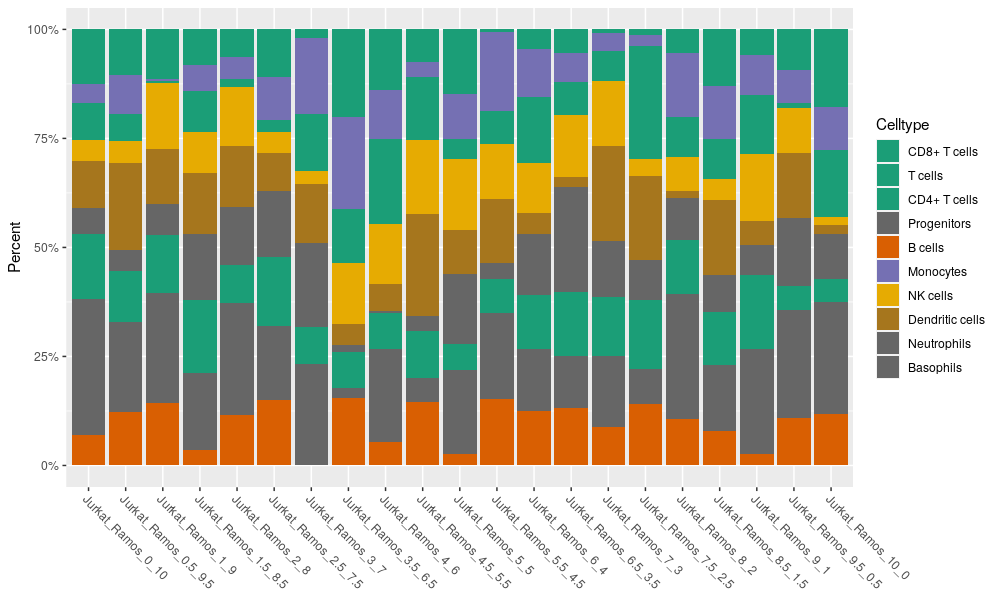 Percent
100%
75%
50%
25%
0%
Jurkat_Ramos_0_10
Jurkat_Ramos_05_9.5
Jurkat_Ramos_1_9
Jurkat_Ramos_1.5_8.5
Jurkat_Ramos_2_8
Jurkat_Ramos_2.5_7.5
Jurkat_Ramos_3_7
Jurkat_Ramos_3.5_6.5
Jurkat_Ramos_4_6
Jurkat_Ramos_4.5_5.5
Jurkat_Ramos_5_5
Jurkat_Ramos_5.5_4.5
Jurkat_Ramos_6_4
Jurkat_Ramos_6.5_3.5
Jurkat_Ramos_7_3
Jurkat_Ramos_7.5_2.5
Jurkat_Ramos_8_2
Jurkat_Ramos_8.5_1.5
Jurkat_Ramos_9_1
Jurkat_Ramos_9.5_0.5
Jurkat_Ramos_10_0
Celltype
CD8+ T cells
T cells
CD4+ T cells
Progenitors
B cells
Monocytes
NK cells
Dendritic cells
Neutrophils
Basophils